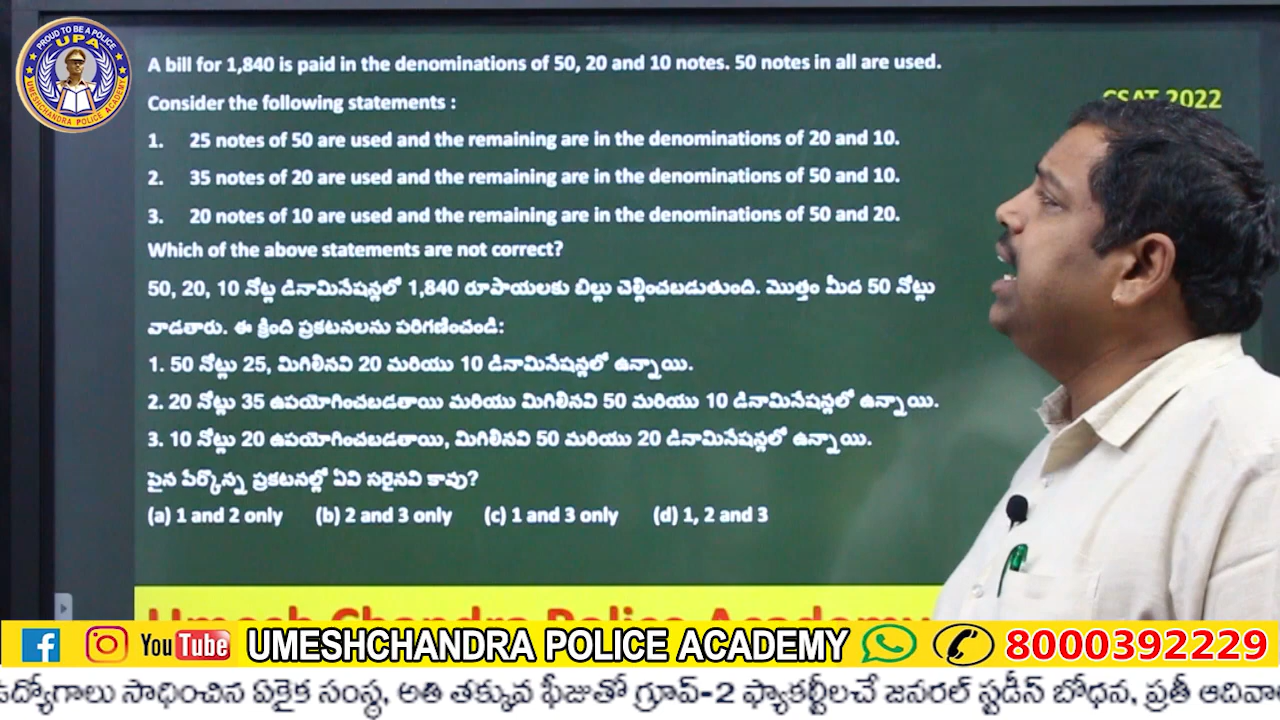 PROUD TO BE A POLICE
UPA
UMESHCHANDRA POLICE ACADEMY
A bill for 1,840 is paid in the denominations of 50, 20 and 10 notes. 50 notes in all are used.
Consider the following statements :
CSAT 2022
1. 25 notes of 50 are used and the remaining are in the denominations of 20 and 10.
2. 35 notes of 20 are used and the remaining are in the denominations of 50 and 10.
3. 20 notes of 10 are used and the remaining are in the denominations of 50 and 20.
Which of the above statements are not correct?
50, 20, 10 నోట్ల డినామినేషన్లలో 1,840 రూపాయలకు బిల్లు చెల్లించబడుతుంది. మొత్తం మీద 50 నోట్లు
వాడతారు. ఈ క్రింది ప్రకటనలను పరిగణించండి:
1. 50 నోట్లు 25, మిగిలినవి 20 మరియు 10 డినామినేషన్లలో ఉన్నాయి.
2. 20 నోట్లు 35 ఉపయోగించబడతాయి మరియు మిగిలినవి 50 మరియు 10 డినామినేషన్లలో ఉన్నాయి.
3. 10 నోట్లు 20 ఉపయోగించబడతాయి, మిగిలినవి 50 మరియు 20 డినామినేషన్లలో ఉన్నాయి.
పైన పేర్కొన్న ప్రకటనల్లో ఏవి సరైనవి కావు?
(a) 1 and 2 only (b) 2 and 3 only (c) 1 and 3 only (d) 1, 2 and 3
Umesh Chandra Police Academy
YouTube UMESHCHANDRA POLICE ACADEMY 8000392229
ఉద్యోగాలు సాధించిన ఏకైక సంస్థ, అతి తక్కువ ఫీజుతో గ్రూప్-2 ఫ్యాకల్టీలచే జనరల్ స్టడీస్ బోధన, ప్రతీ